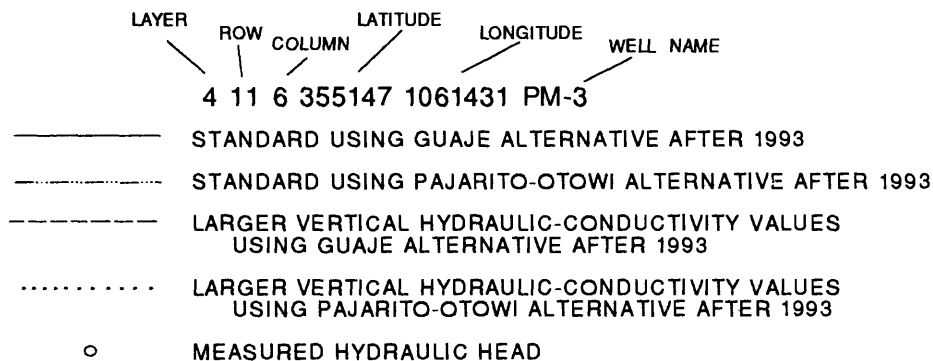 LAYER ROW COLUMN LATITUDE LONGITUDE WELL NAME
4 11 6 355147 1061431 PM-3
STANDARD USING GUAJE ALTERNATIVE AFTER 1993
STANDARD USING PAJARITO-OTOWI ALTERNATIVE AFTER 1993
LARGER VERTICAL HYDRAULIC-CONDUCTIVITY VALUES
USING GUAJE ALTERNATIVE AFTER 1993
LARGER VERTICAL HYDRAULIC-CONDUCTIVITY VALUES
USING PAJARITO-OTOWI ALTERNATIVE AFTER 1993
MEASURED HYDRAULIC HEAD